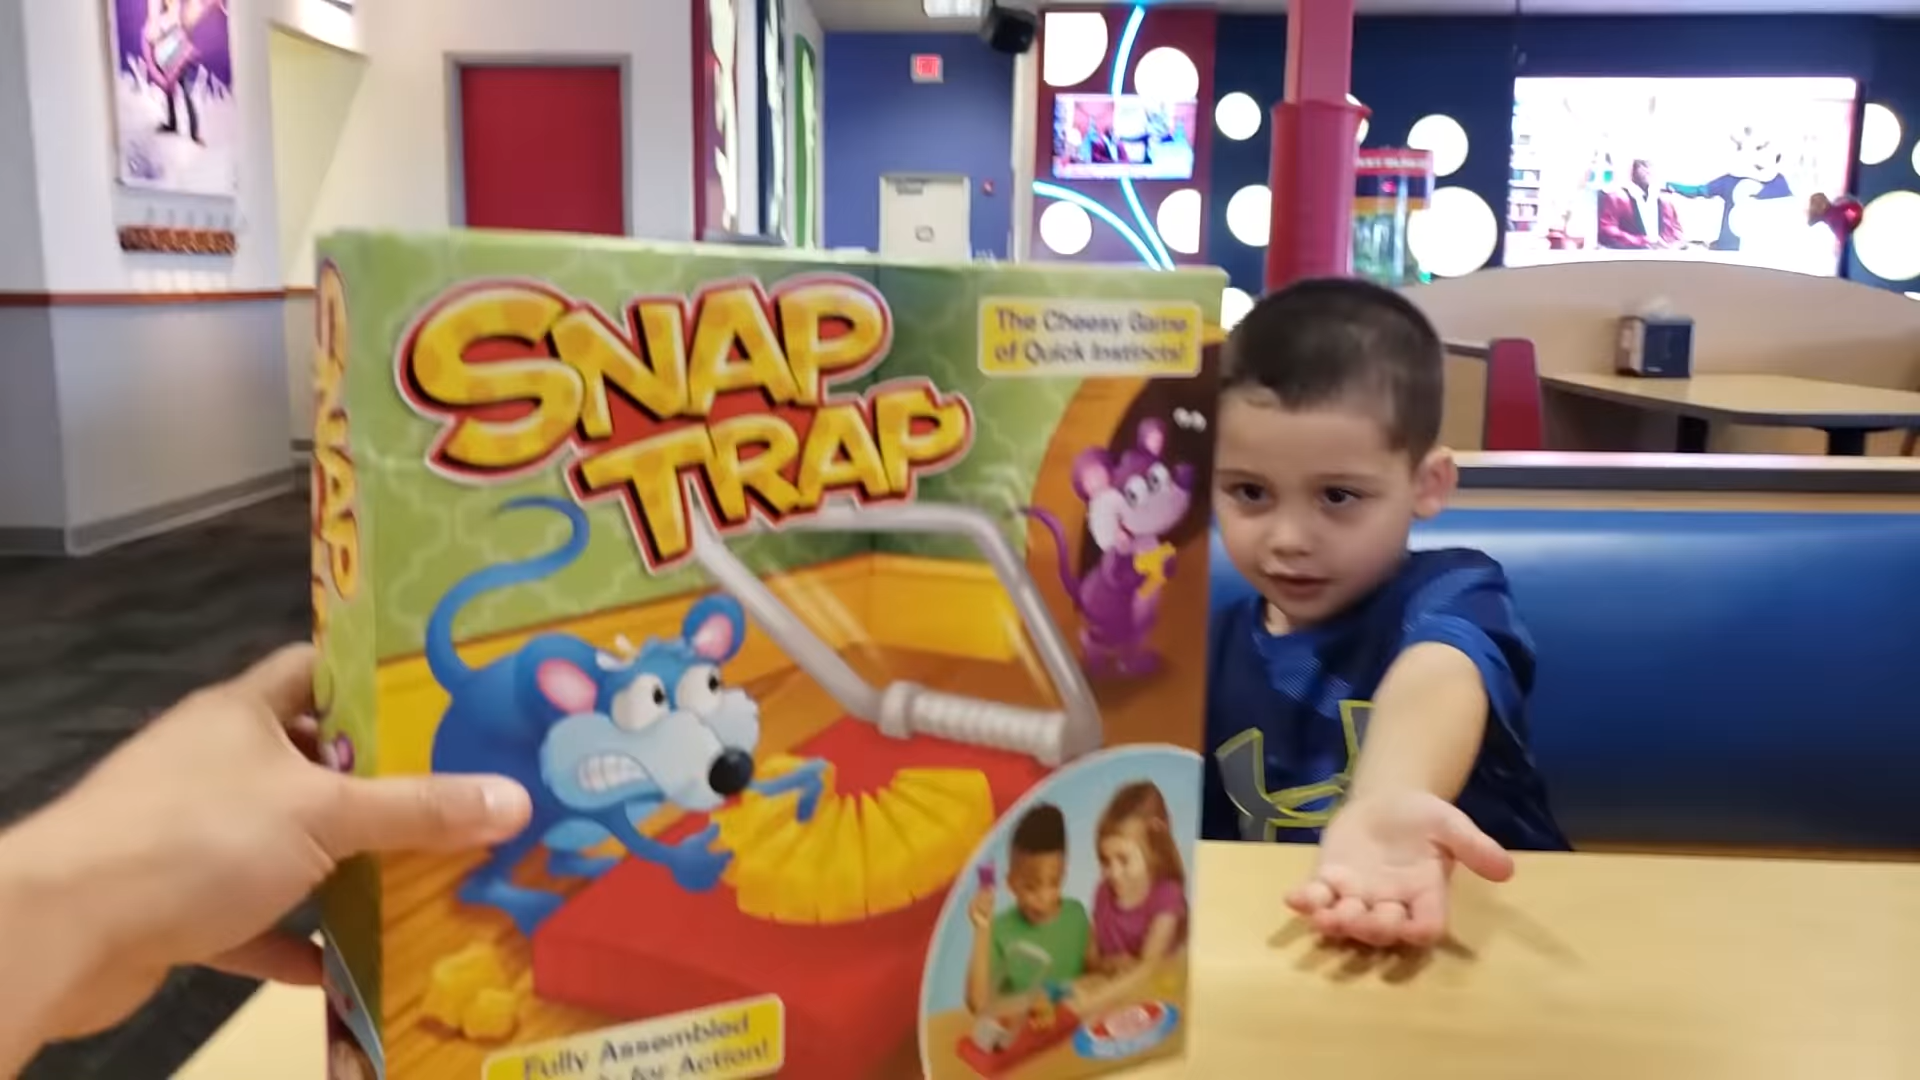 SNAP
TRAP
The Cheesy Game
of Quick Instincts!
SNAP
Fully Assembled
for Action!